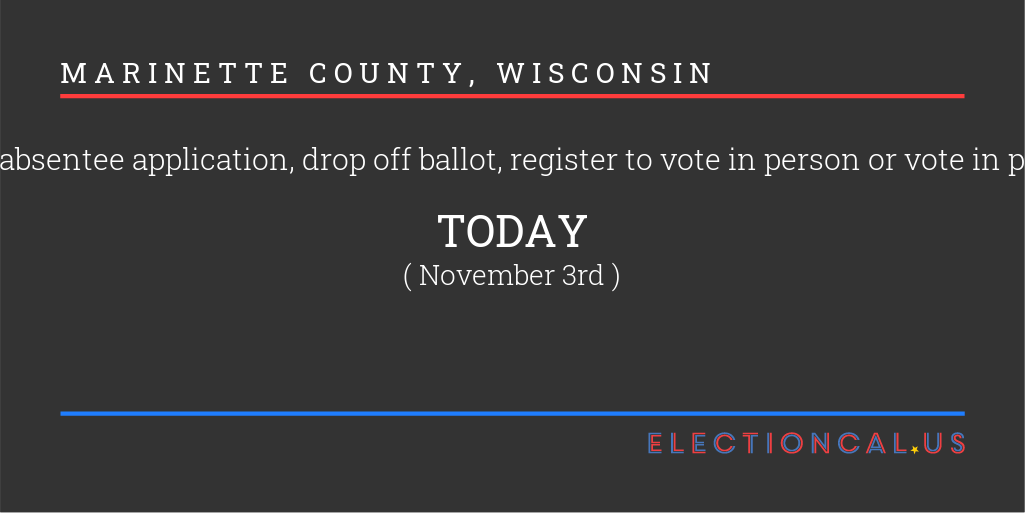 MARINETTE COUNTY, WISCONSIN
absentee application, drop off ballot, register to vote in person or vote in p
TODAY
( November 3rd )
ELECTIONCAL.US